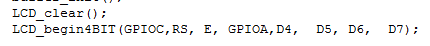 LCD_clear();
LCD_begin4BIT(GPIOC,RS, E, GPIOA,D4,  D5, D6,  D7);